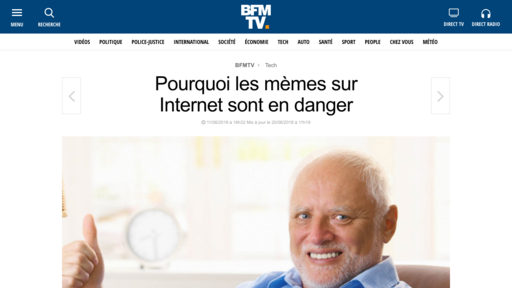 BFM
TV.
MENU
RECHERCHE
DIRECT TV
DIRECT RADIO
VIDÉOS POLITIQUE POLICE-JUSTICE INTERNATIONAL SOCIÉTÉ ÉCONOMIE TECH AUTO SANTÉ SPORT PEOPLE CHEZ VOUS MÉTÉO
BFMTV > Tech
Pourquoi les mèmes sur
Internet sont en danger